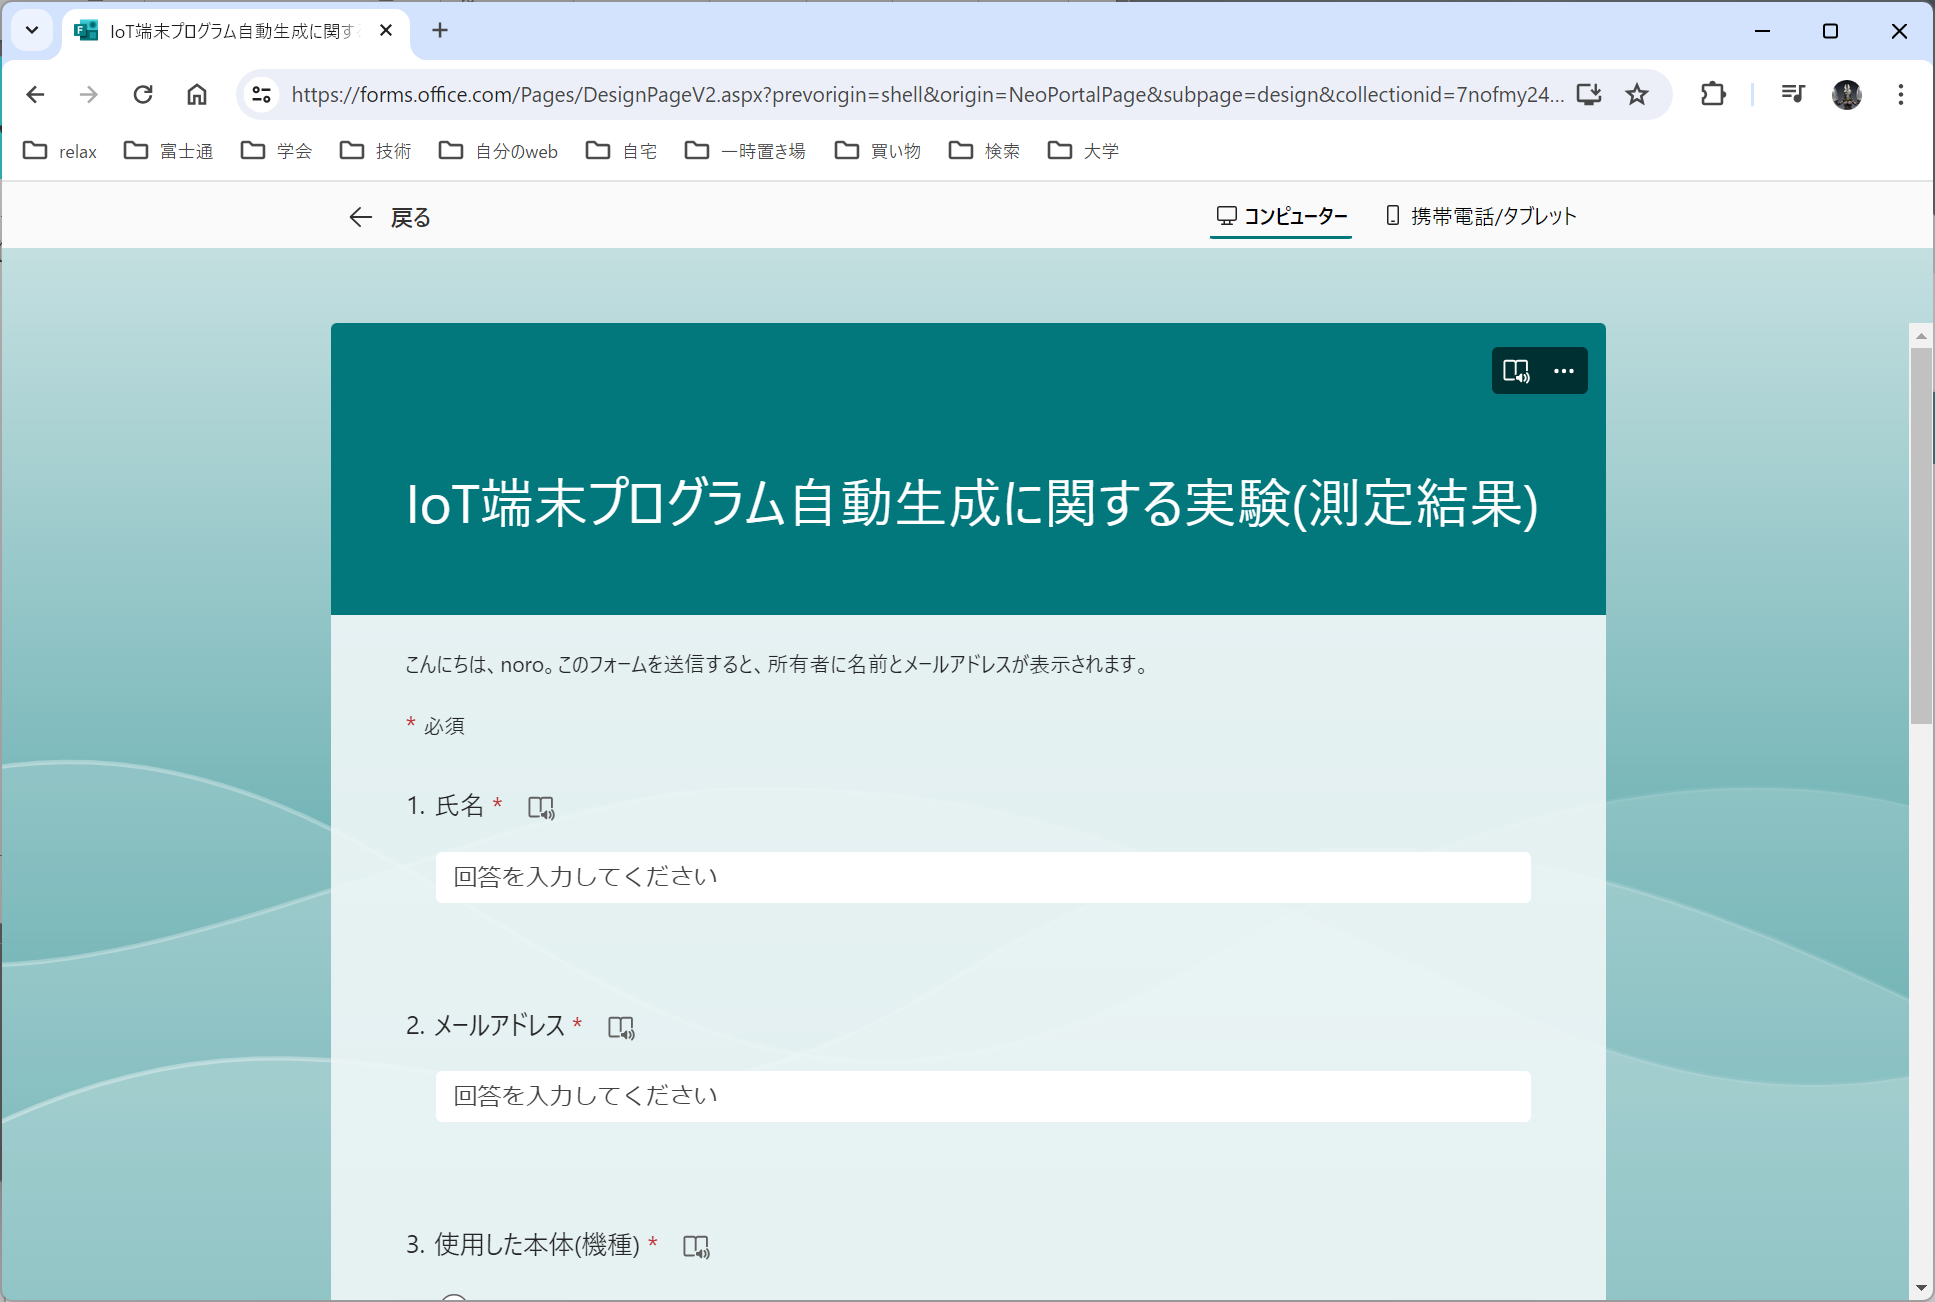 IoT端末プログラム自動生成に関す
https://forms.office.com/Pages/DesignPageV2.aspx?prevorigin=shell&origin=NeoPortalPage&subpage=design&collectionid=7nofmy24...
relax 富士通 学会 技術 自分のweb 自宅 一時置き場 買い物 検索 大学
戻る コンピューター 携帯電話/タブレット
IoT端末プログラム自動生成に関する実験(測定結果)
こんにちは、noro。このフォームを送信すると、所有者に名前とメールアドレスが表示されます。
* 必須
1. 氏名 *
回答を入力してください
2. メールアドレス *
回答を入力してください
3. 使用した本体(機種) *